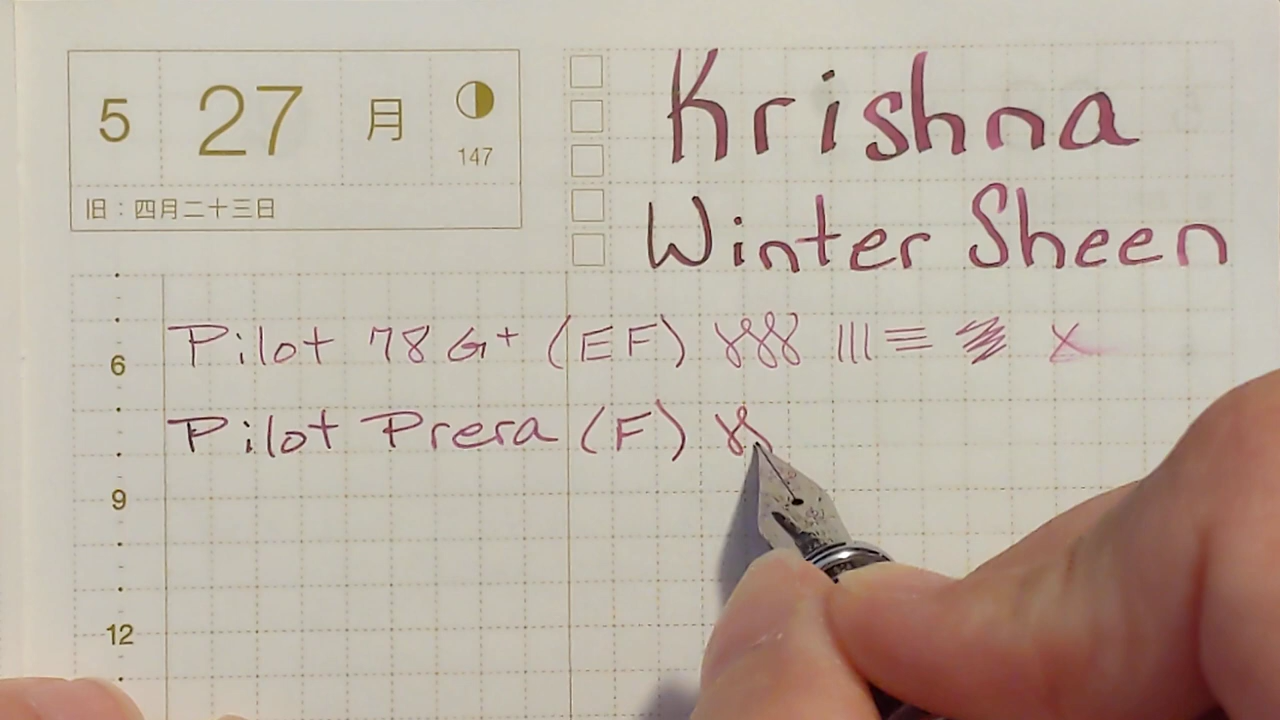 5 27 月
147
旧：四月二十三日
Krishna
Winter Sheen
6
Pilot 78G+ (EF)
Pilot Prera (F)
9
12